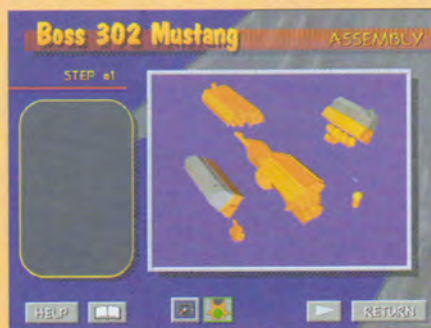 Boss 302 Mustang
ASSEMBLY
STEP #1
HELP
RETURN